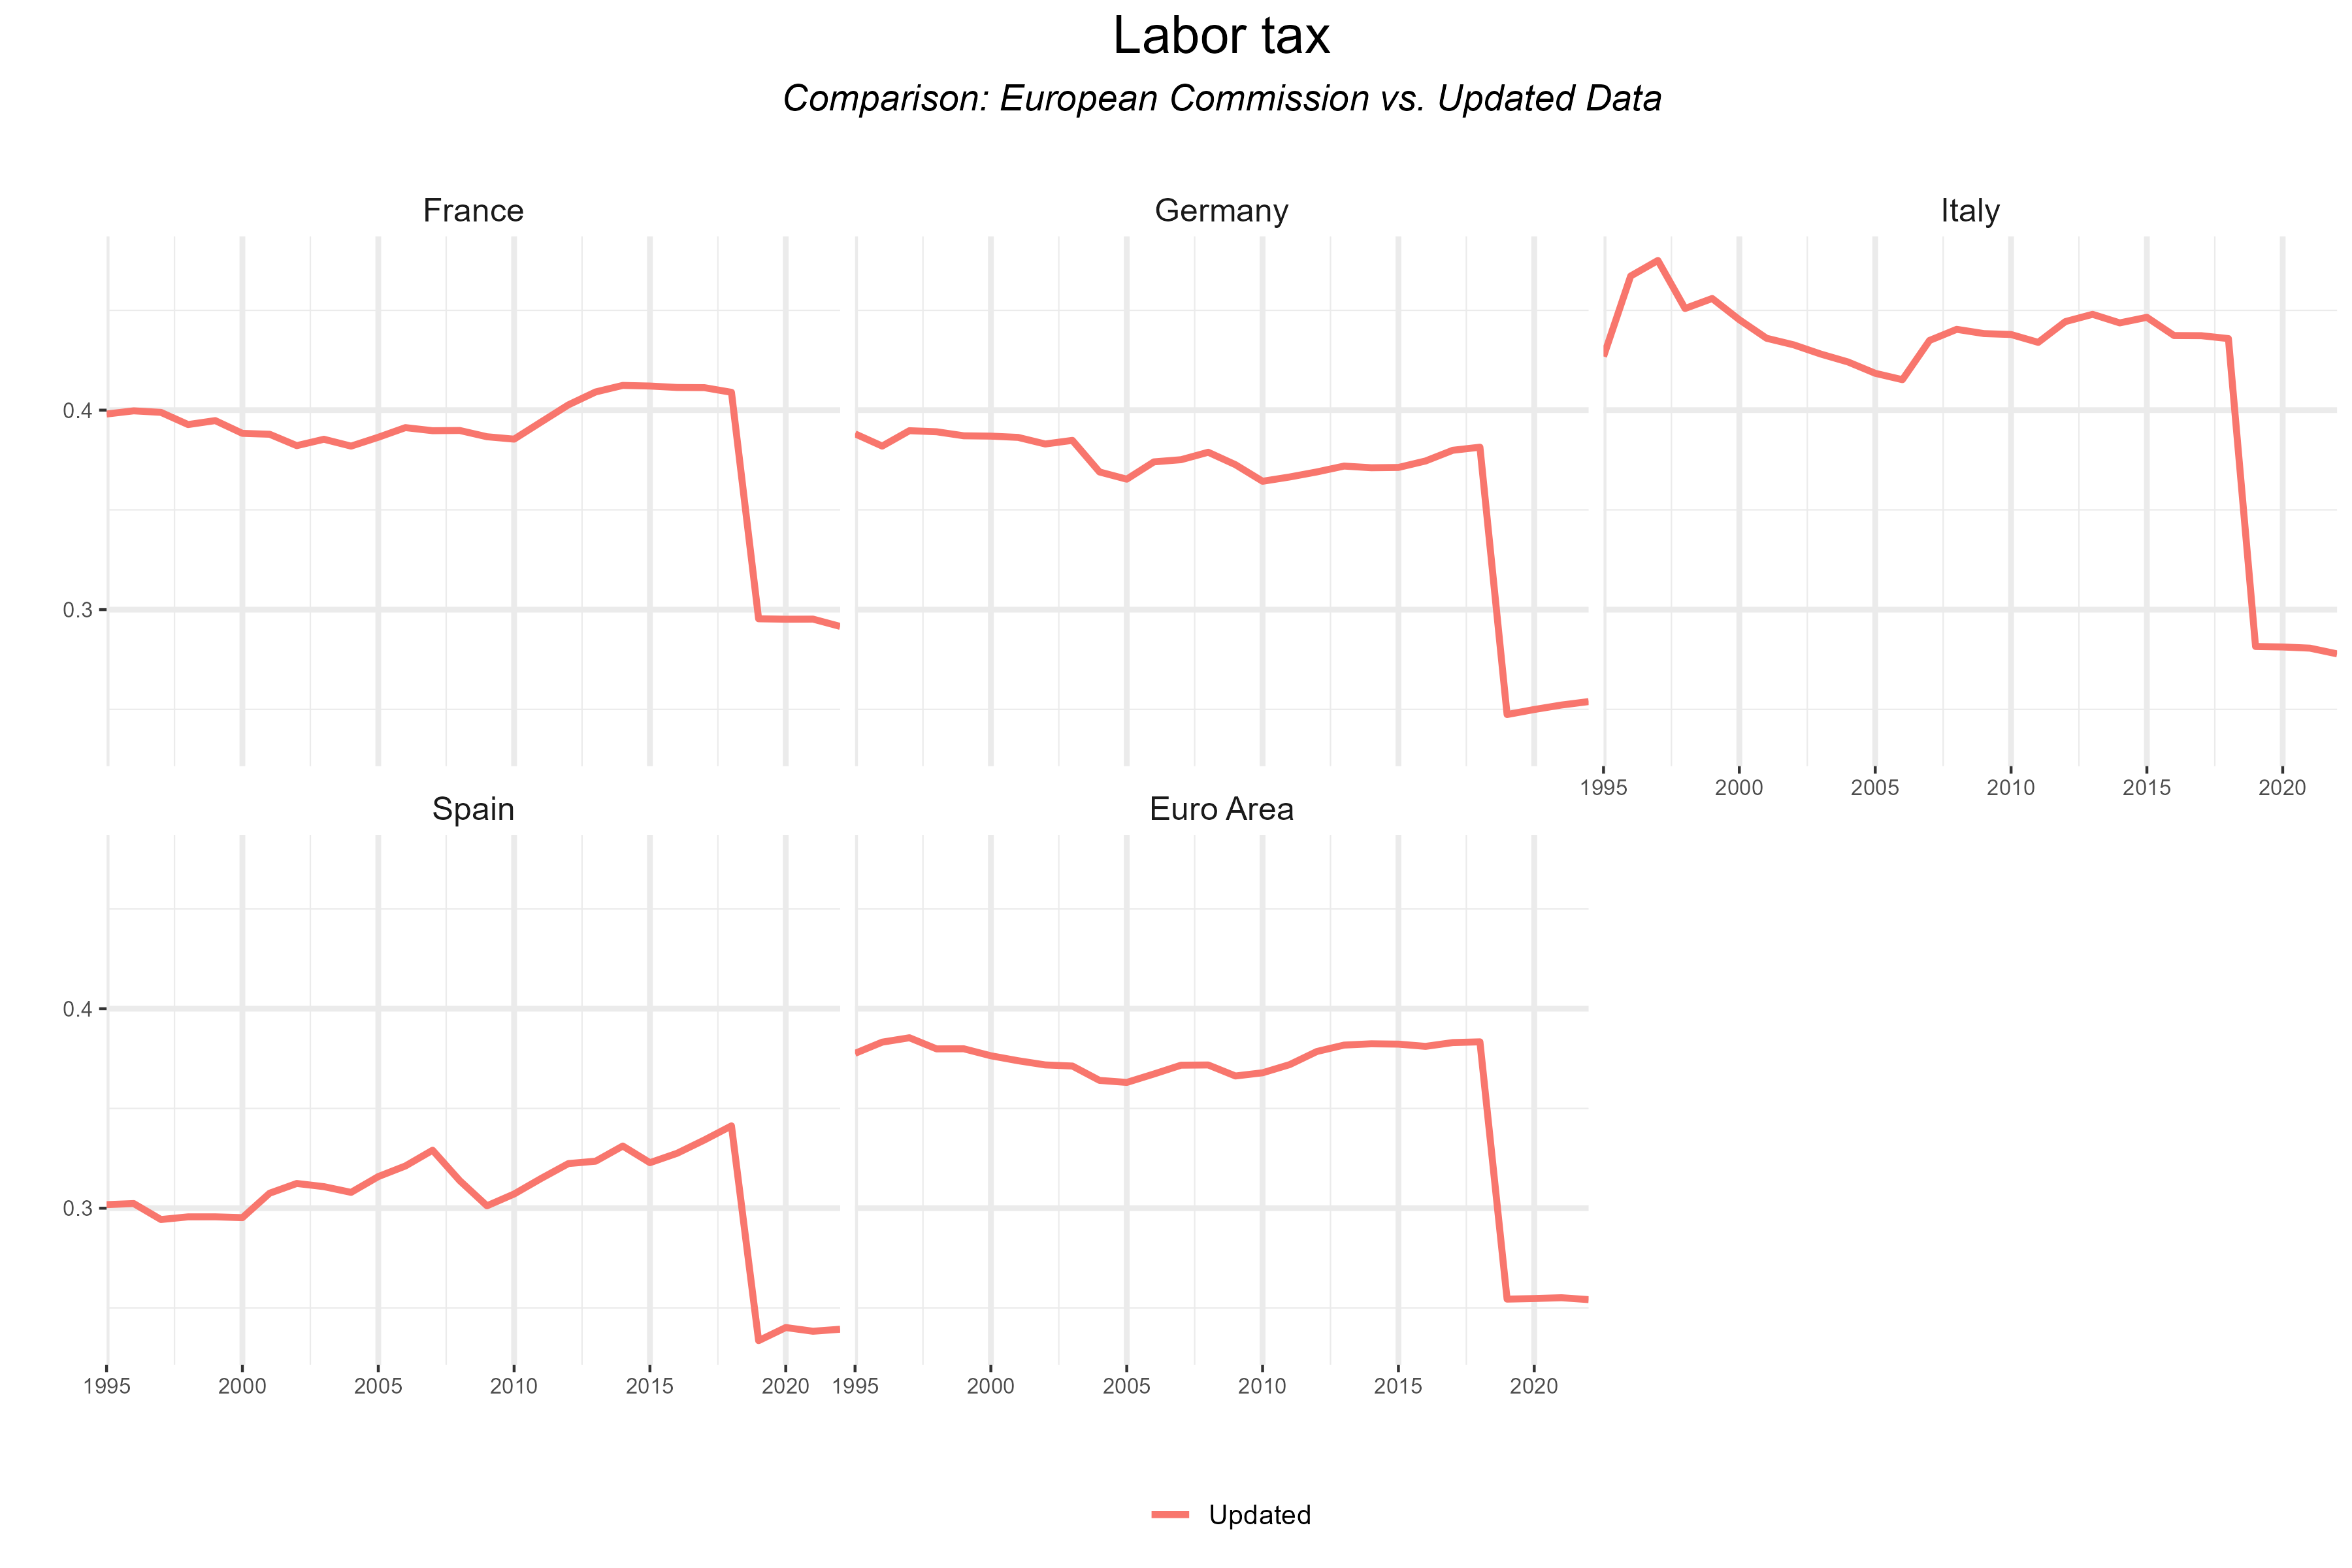 Labor tax
Comparison: European Commission vs. Updated Data
France
Germany
Italy
0.4
0.3
1995 2000 2005 2010 2015 2020
Spain
Euro Area
0.4
0.3
1995 2000 2005 2010 2015 2020
1995 2000 2005 2010 2015 2020
Updated